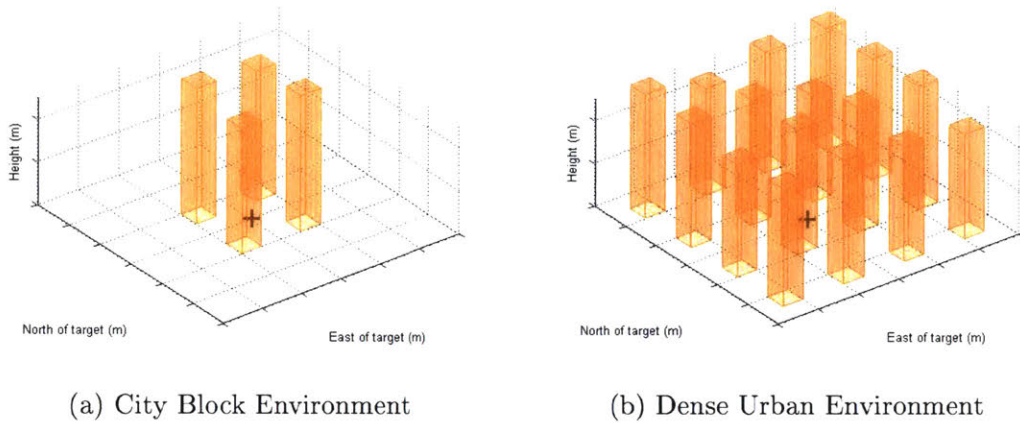 Height (m)
North of target (m)
East of target (m)
(a) City Block Environment
Height (m)
North of target (m)
East of target (m)
(b) Dense Urban Environment